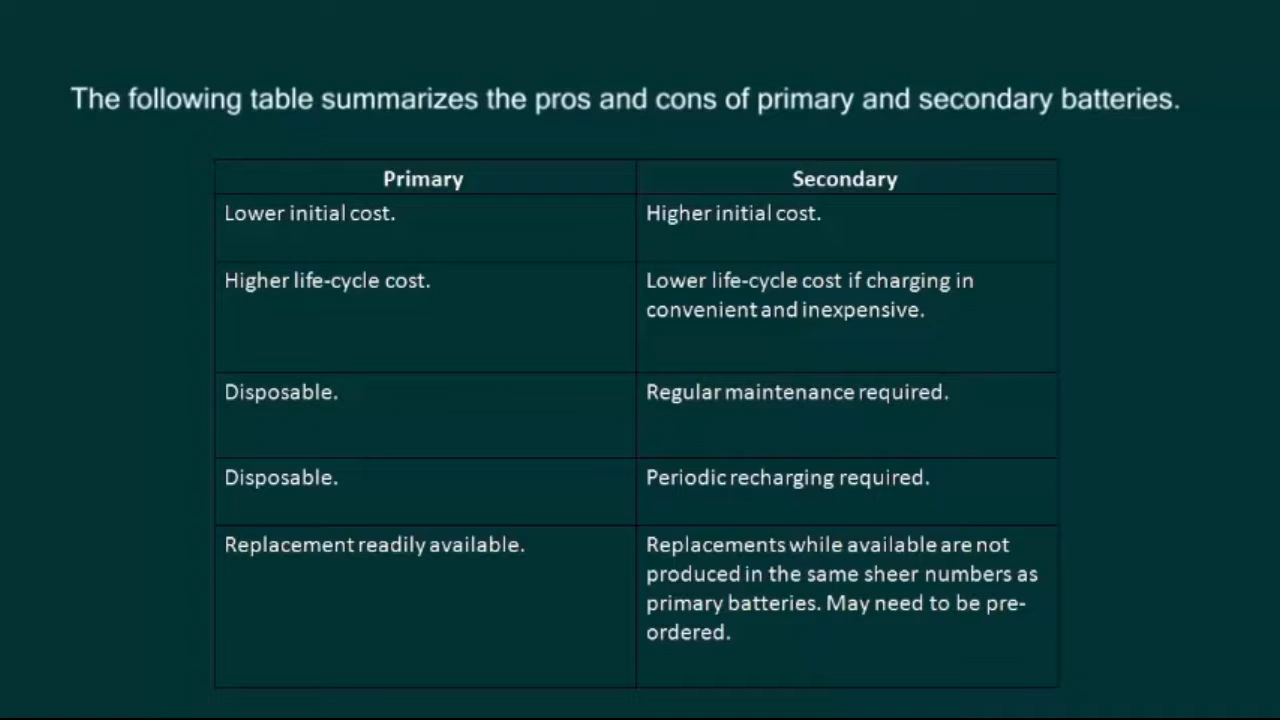 The following table summarizes the pros and cons of primary and secondary batteries.
Primary
Secondary
Lower initial cost.
Higher initial cost.
Higher life-cycle cost.
Lower life-cycle cost if charging in
convenient and inexpensive.
Disposable.
Regular maintenance required.
Disposable.
Periodic recharging required.
Replacement readily available.
Replacements while available are not
produced in the same sheer numbers as
primary batteries. May need to be pre-
ordered.